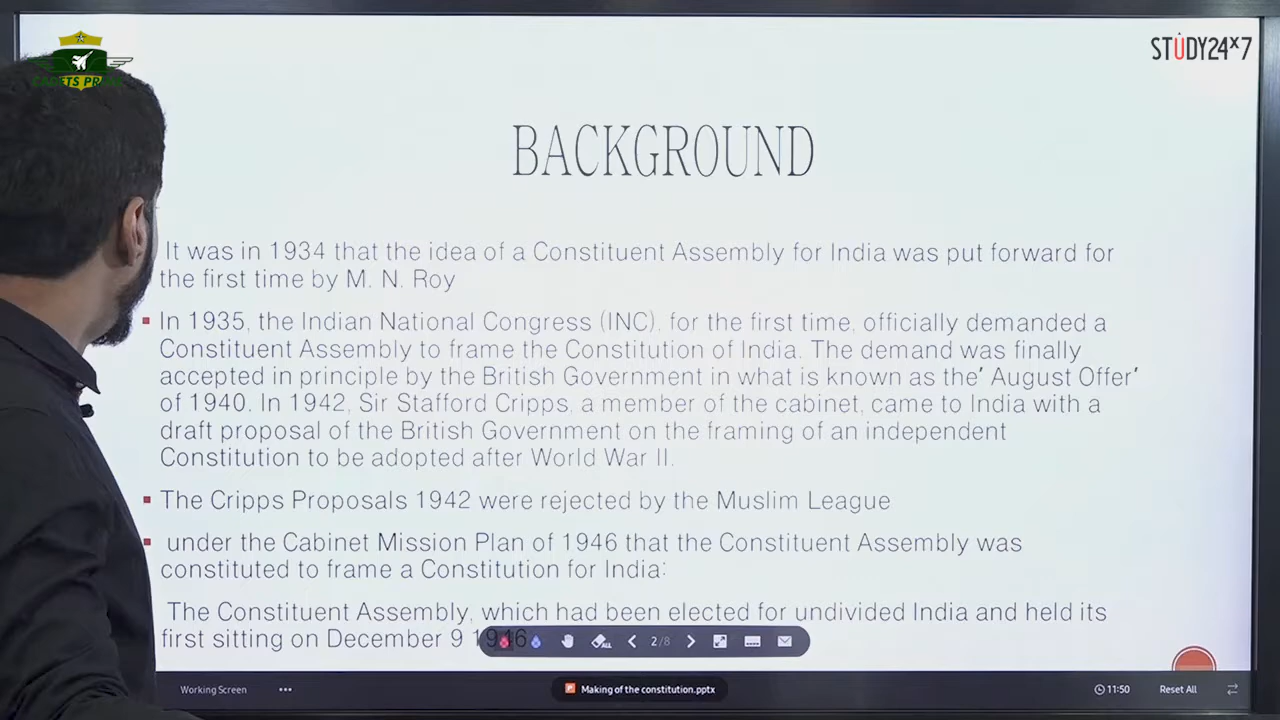 STUDY24x7
CADETS
BACKGROUND
It was in 1934 that the idea of a Constituent Assembly for India was put forward for
the first time by M. N. Roy
In 1935, the Indian National Congress (INC), for the first time, officially demanded a
Constituent Assembly to frame the Constitution of India. The demand was finally
accepted in principle by the British Government in what is known as the' August Offer'
of 1940. In 1942, Sir Stafford Cripps, a member of the cabinet, came to India with a
draft proposal of the British Government on the framing of an independent
Constitution to be adopted after World War II.
The Cripps Proposals 1942 were rejected by the Muslim League
under the Cabinet Mission Plan of 1946 that the Constituent Assembly was
constituted to frame a Constitution for India:
The Constituent Assembly, which had been elected for undivided India and held its
first sitting on December 9 1946
ALL
2/8
Working Screen
Making of the constitution.pptx
11:50
Reset All